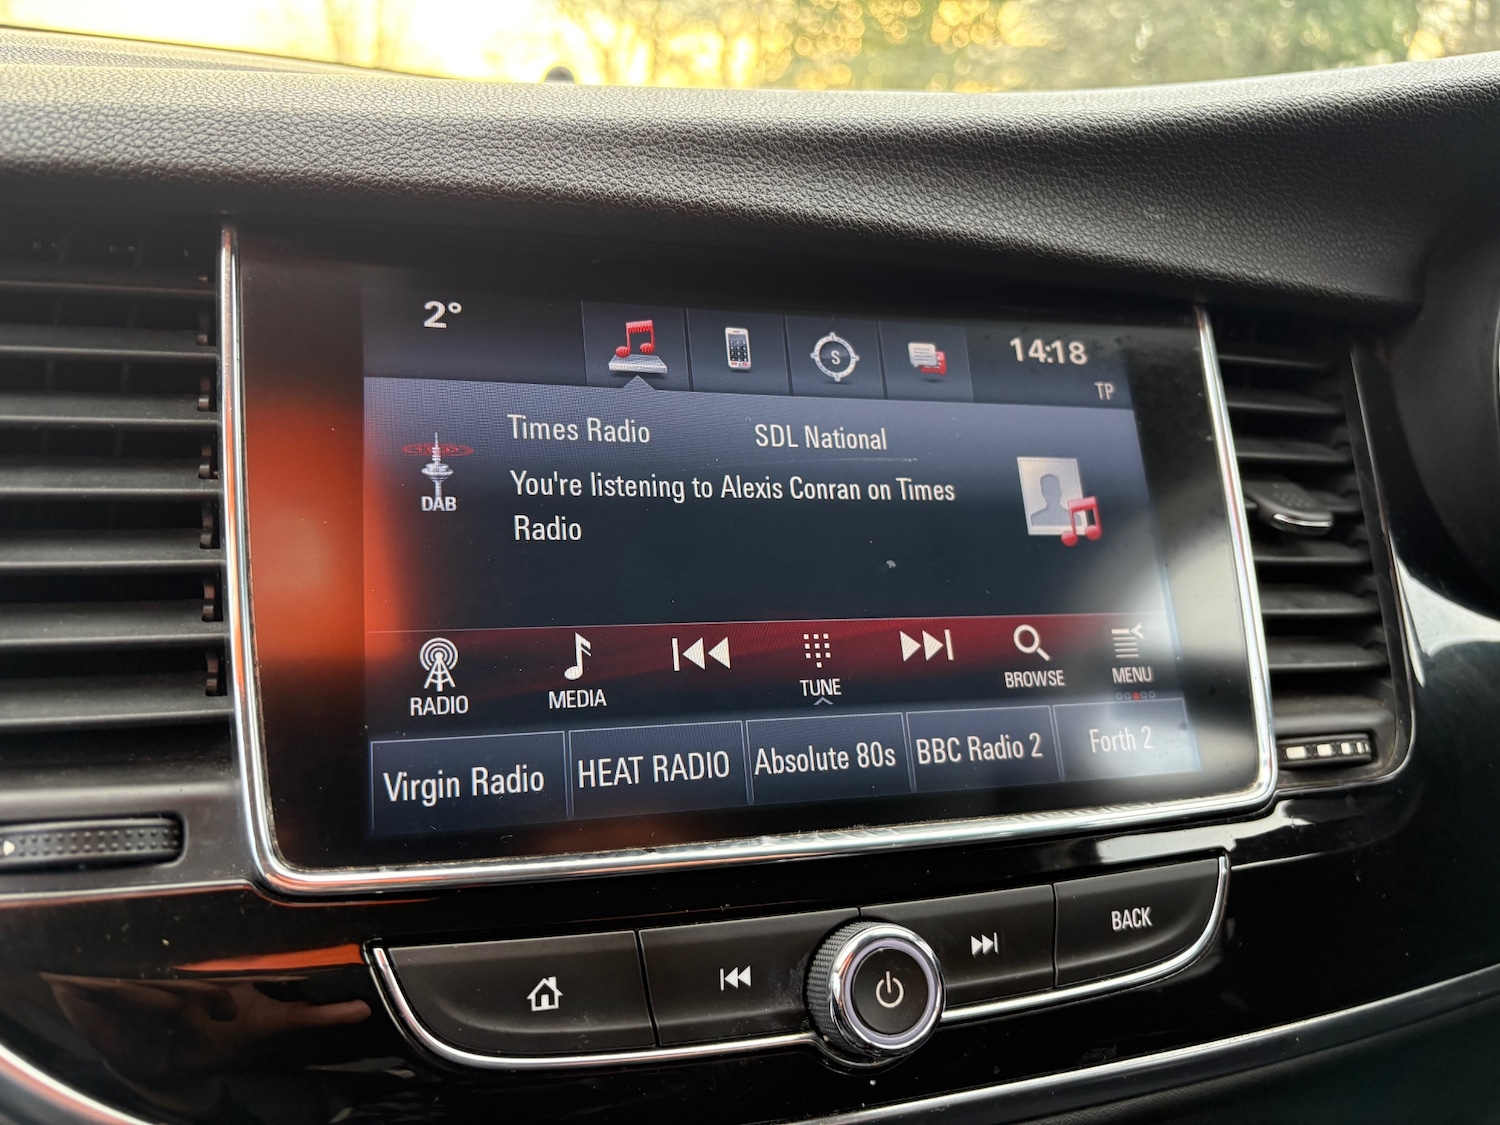 2°
S
14:18
TP
Times Radio SDL National
You're listening to Alexis Conran on Times
Radio
DAB
RADIO
MEDIA
TUNE
BROWSE
MENU
Virgin Radio
HEAT RADIO
Absolute 80s
BBC Radio 2
Forth 2
BACK